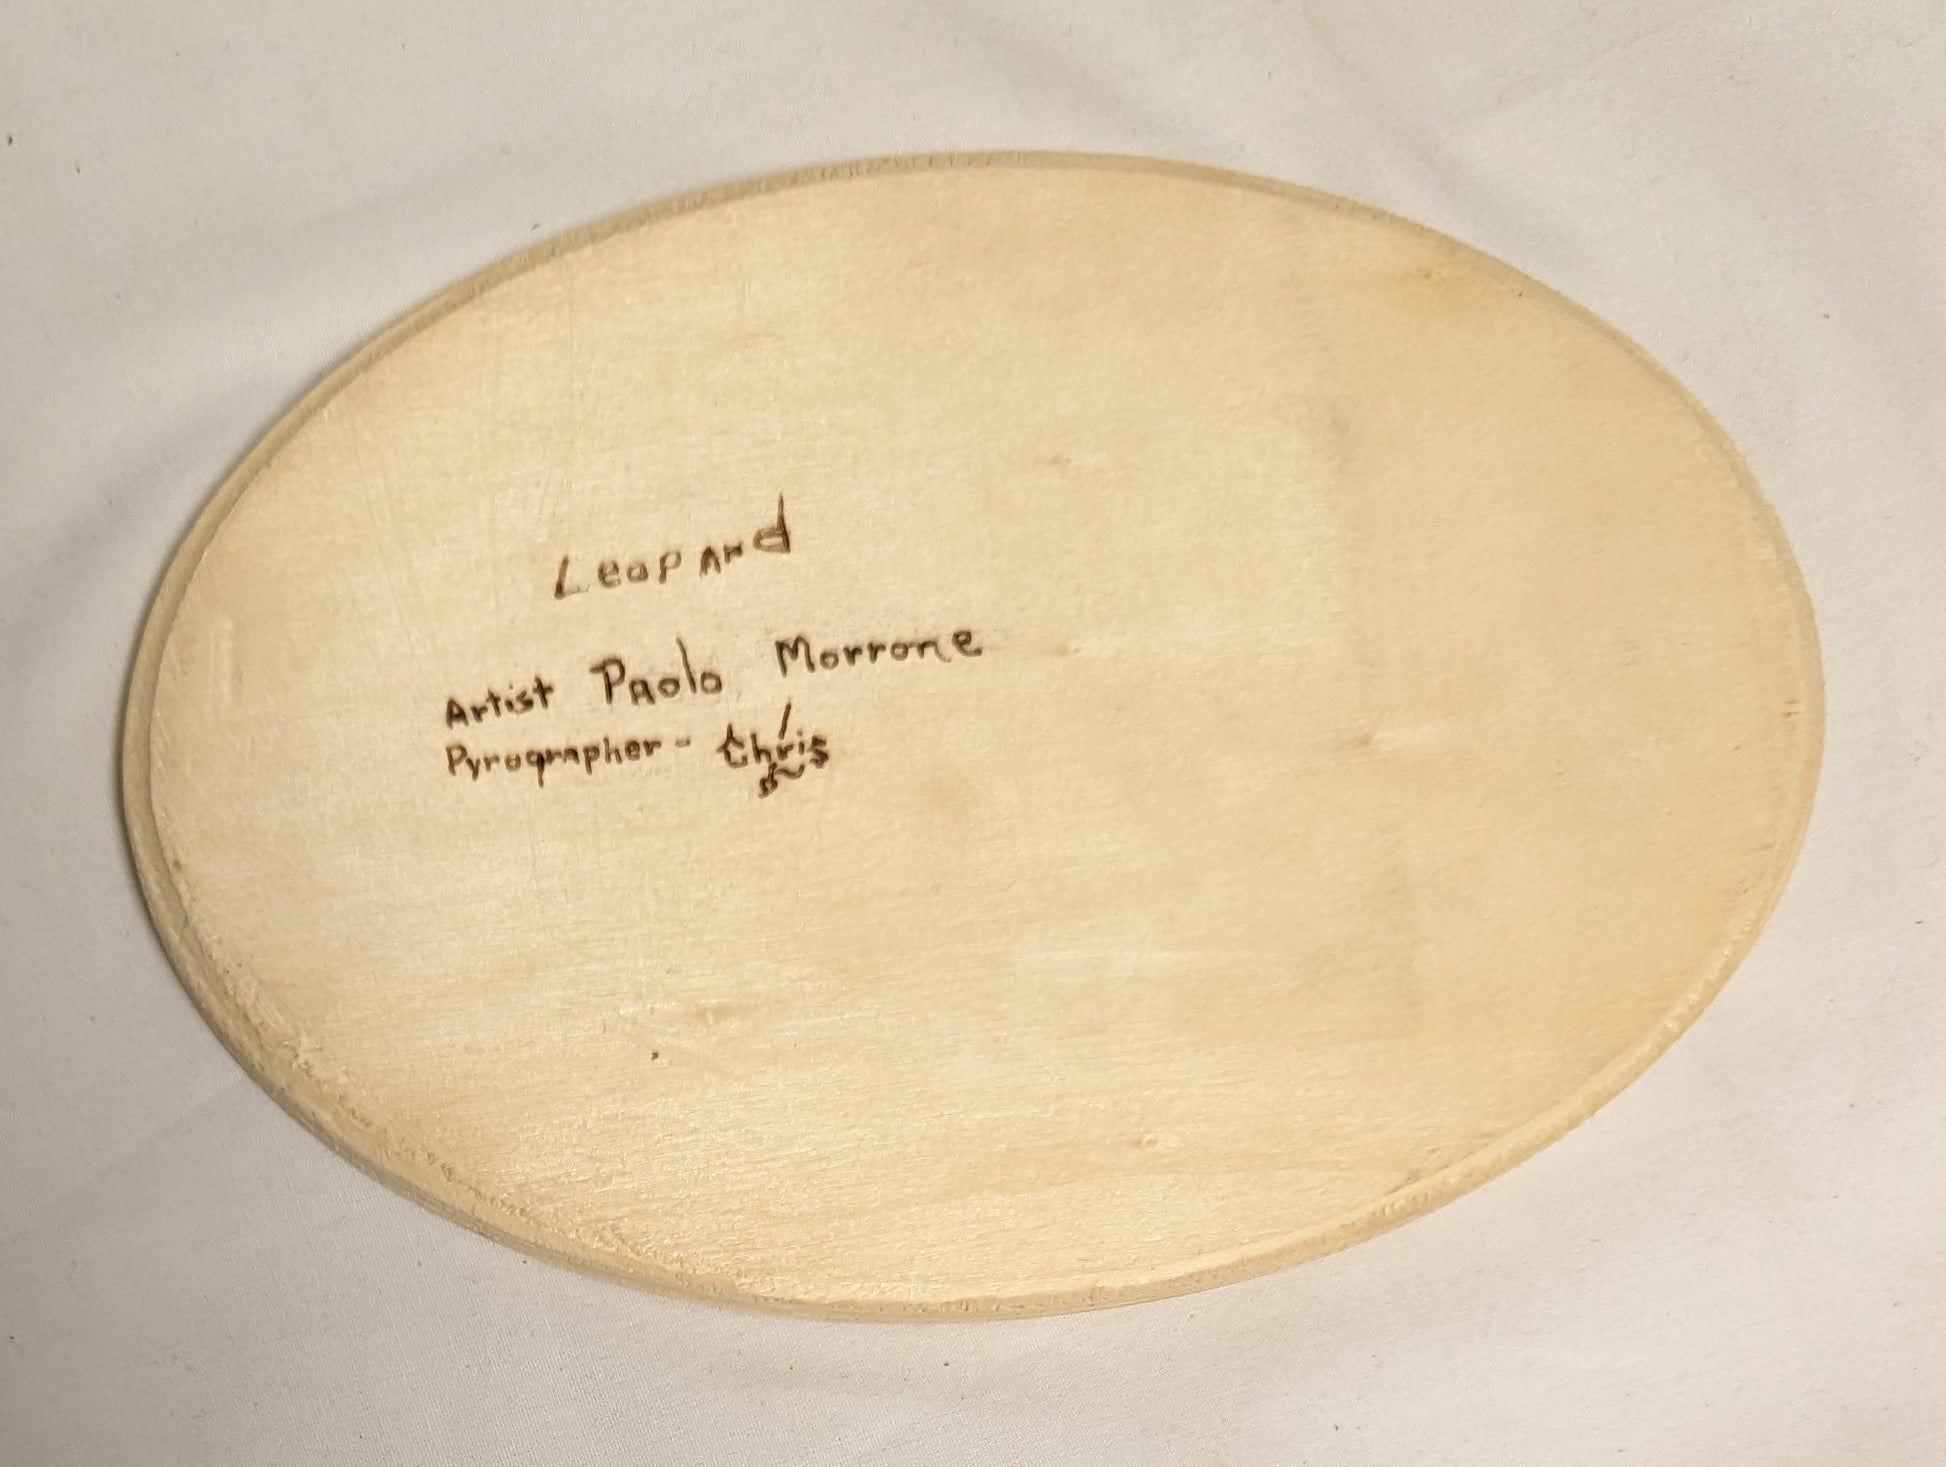 Leopard
Artist Paolo Morrone
Pyrographer - Chris